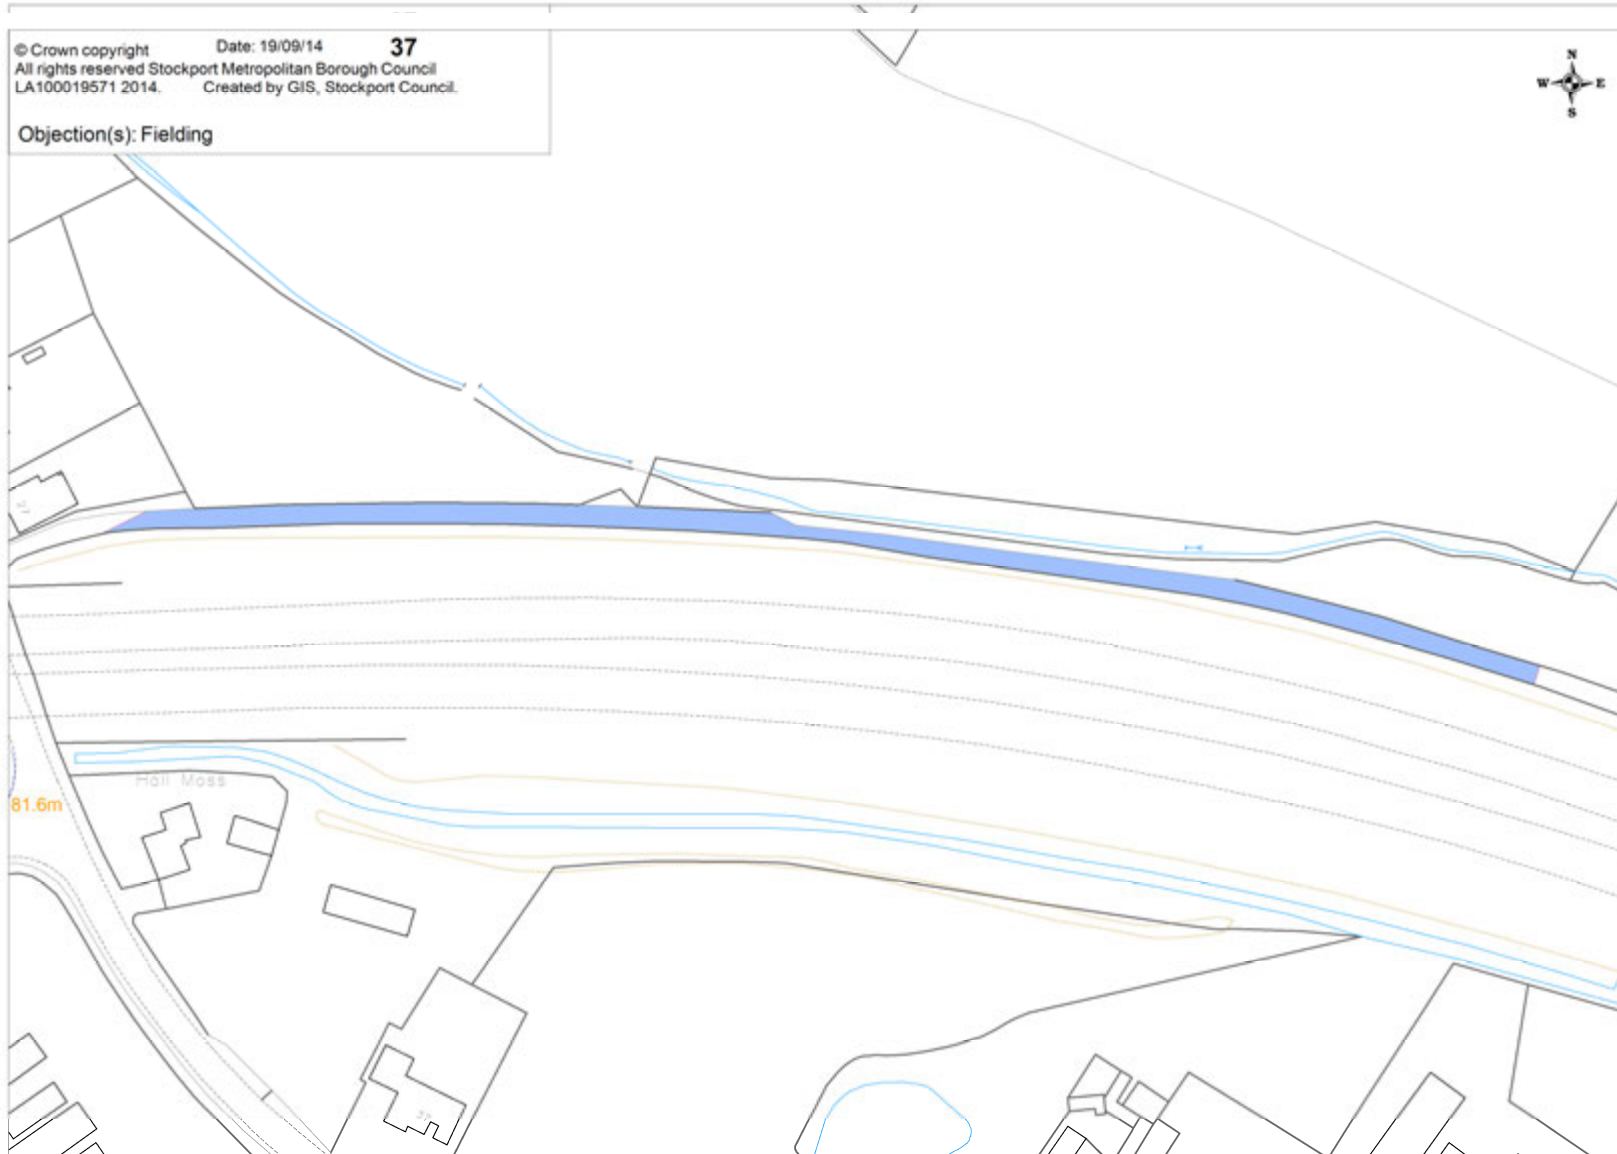 © Crown copyright Date: 19/09/14 37
All rights reserved Stockport Metropolitan Borough Council
LA100019571 2014. Created by GIS, Stockport Council.
Objection(s): Fielding
N
W E
S
Hall Moss
81.6m
37